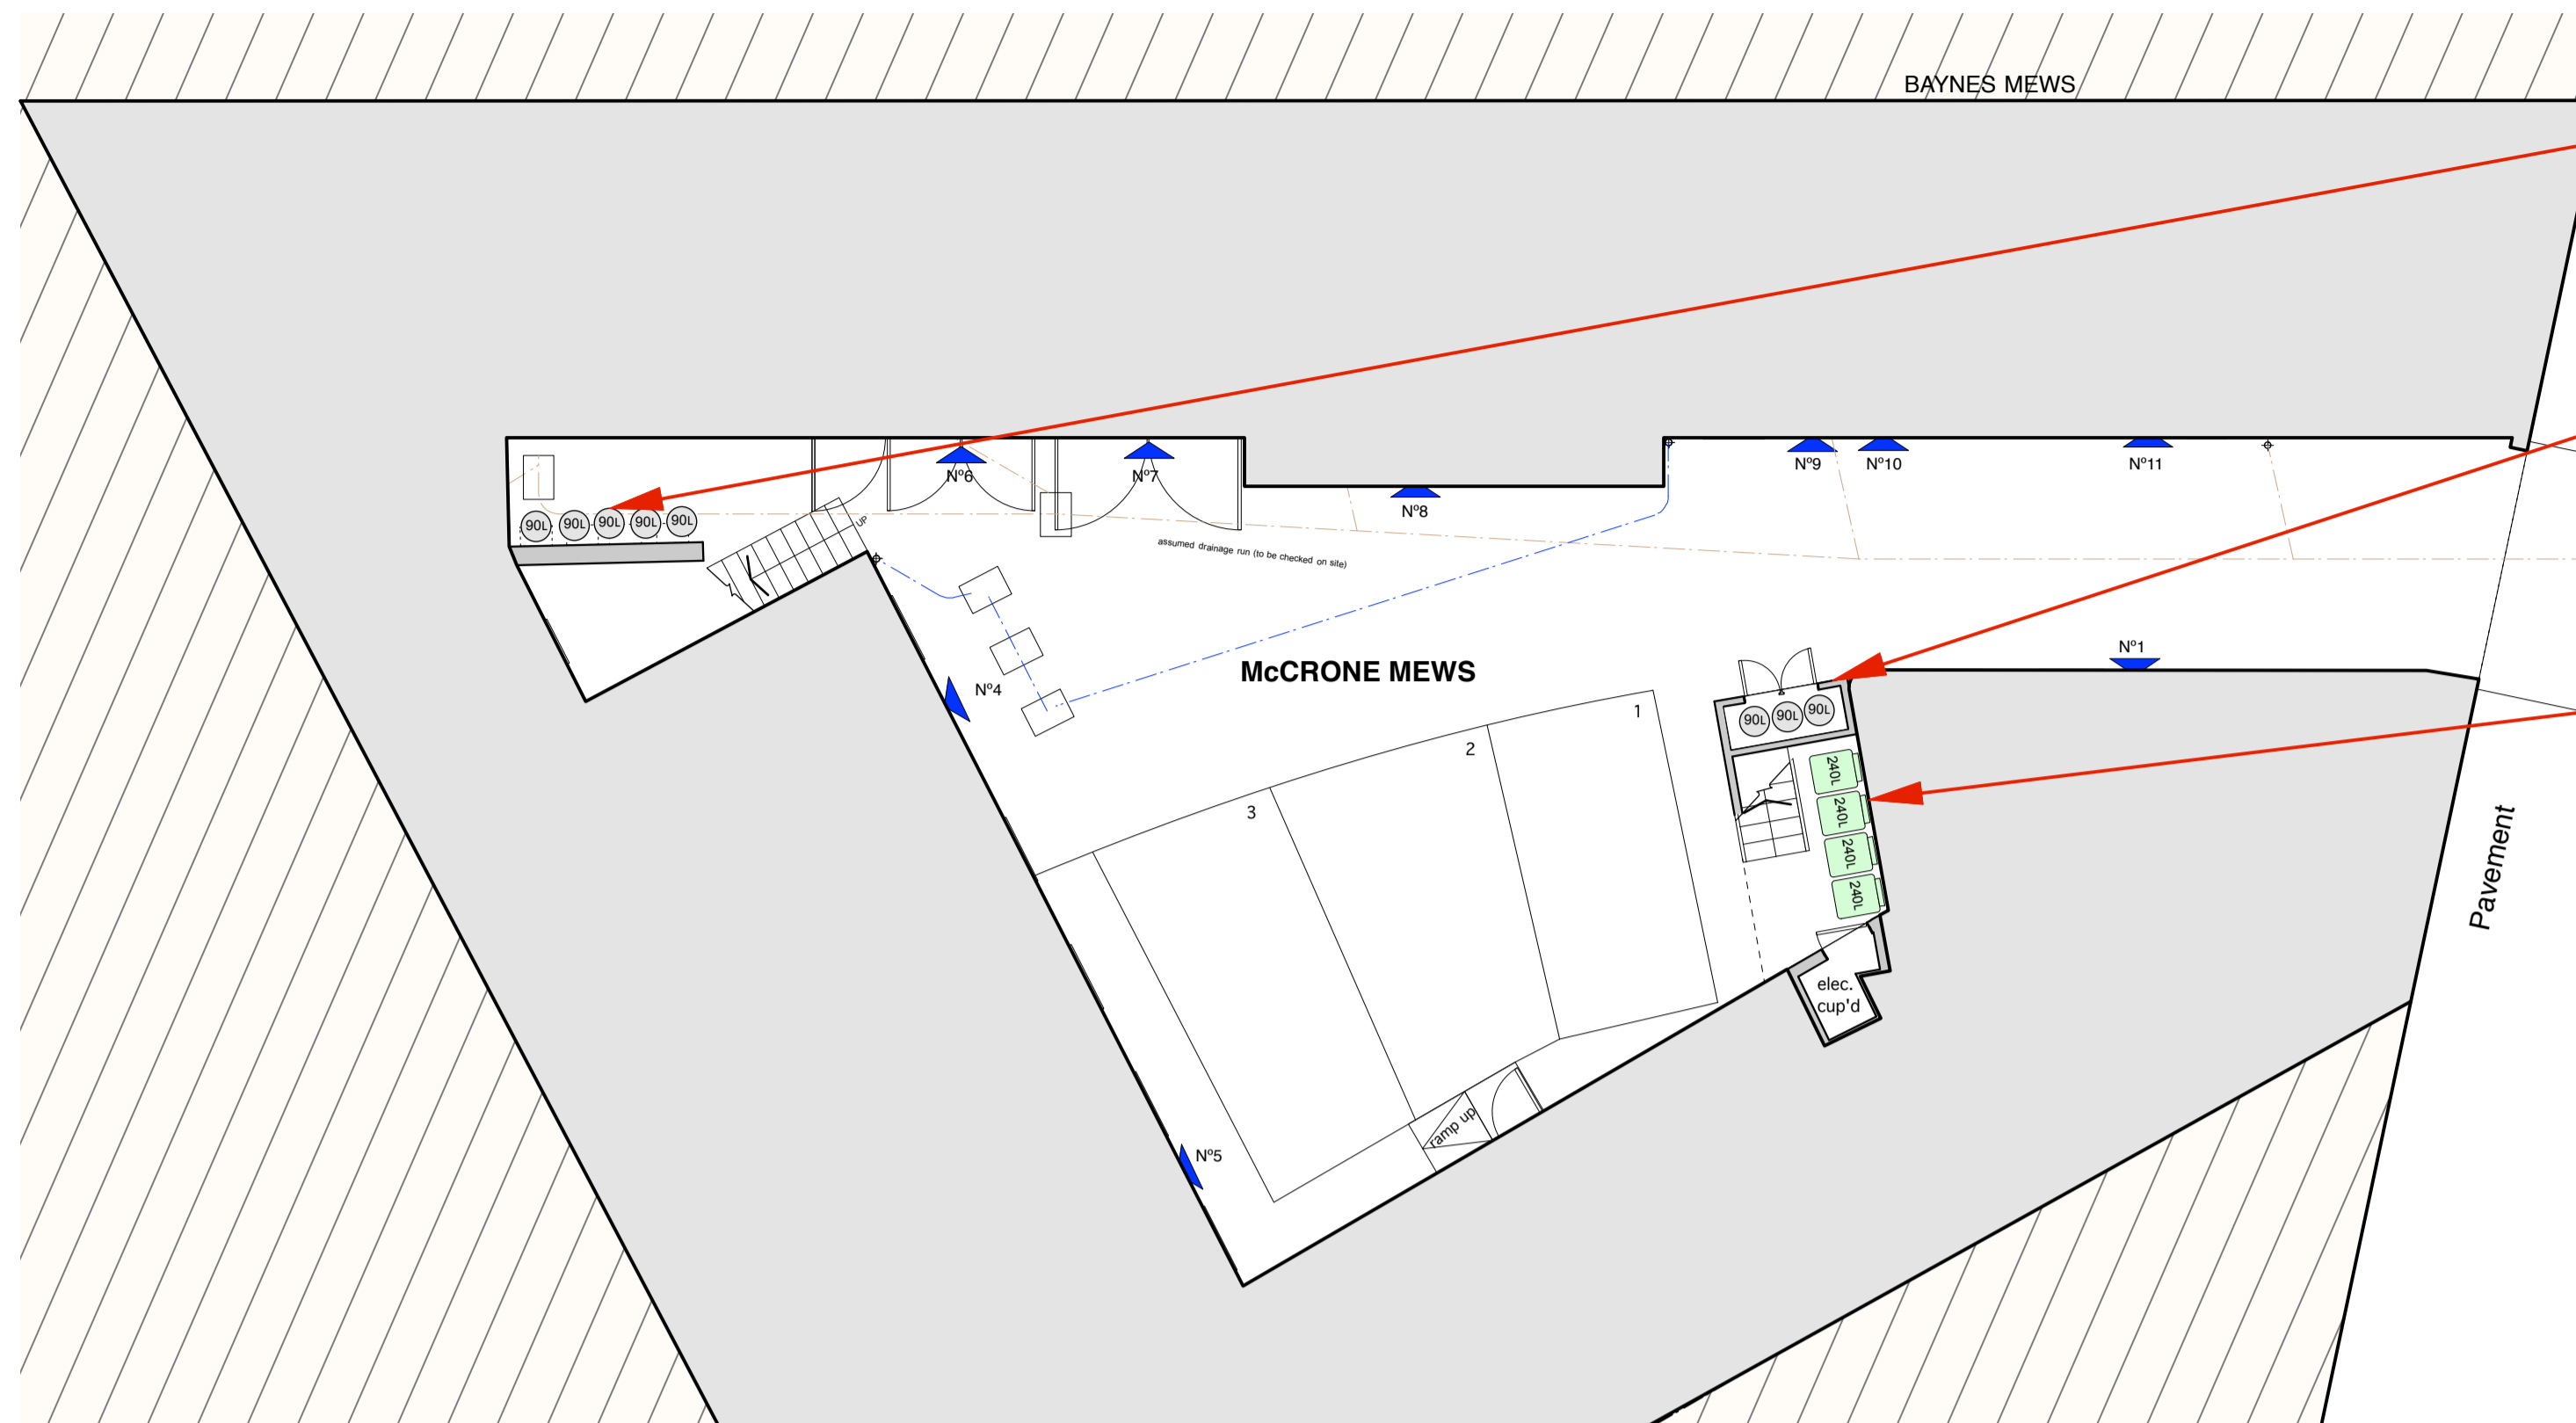 BAYNES MEWS
Nº6
Nº7
Nº8
Nº9
Nº10
Nº11
90L
90L
90L
90L
90L
UP
assumed drainage run (to be checked on site)
Nº1
McCRONE MEWS
Nº4
1
2
3
90L
90L
90L
240L
240L
240L
240L
Pavement
elec.
cup'd
ramp up
Nº5